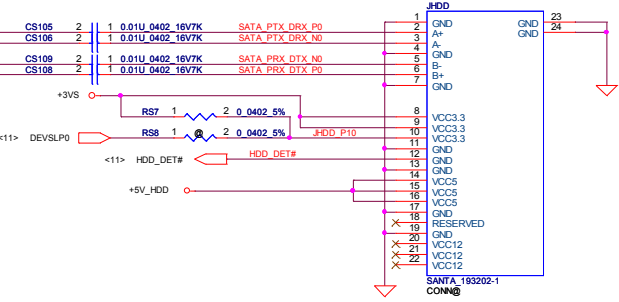 JHDD
CS105 2 1 0.01U_0402_16V7K SATA_PTX_DRX_P0 1 GND GND 23
CS106 2 1 0.01U_0402_16V7K SATA_PTX_DRX_N0 2 A+ GND 24
3 A-
4 GND
CS109 2 1 0.01U_0402_16V7K SATA_PRX_DTX_N0 5 B-
CS108 2 1 0.01U_0402_16V7K SATA_PRX_DTX_P0 6 B+
7 GND
+3VS
RS7 1 2 0_0402_5% 8 VCC3.3
9 VCC3.3
<11> DEVSLP0 RS8 1 @ 2 0_0402_5% JHDD_P10 10 VCC3.3
11 GND
<11> HDD_DET# HDD_DET# 12 GND
13 GND
14 VCC5
+5V_HDD 15 VCC5
16 VCC5
17 GND
18 RESERVED
19 GND
20 VCC12
21 VCC12
22 VCC12
SANTA_193202-1
CONN@